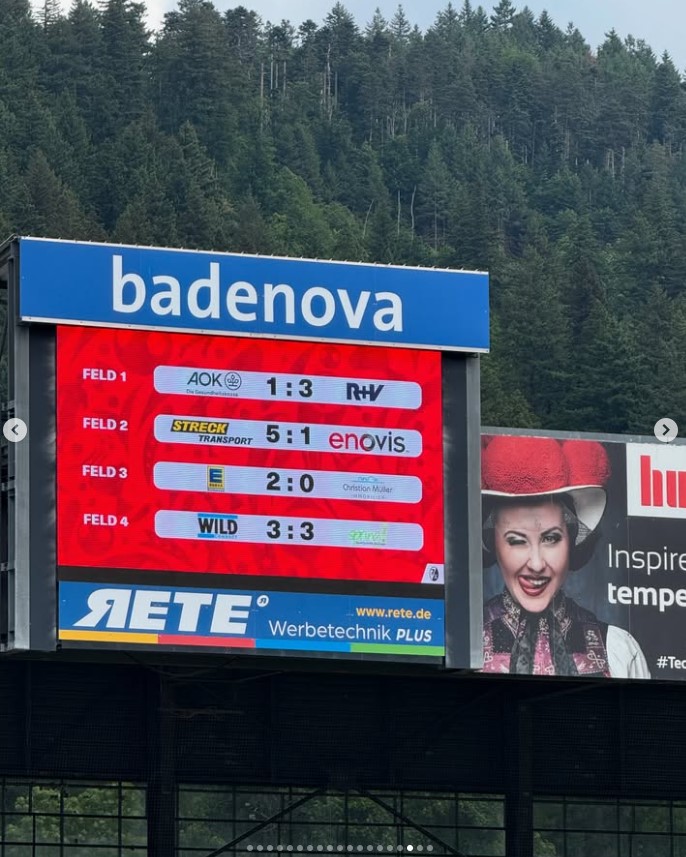 badenova
FELD 1
AOK
Die Gesundheitskasse
1:3
R+V
FELD 2
STRECK
TRANSPORT
5:1
enovis
FELD 3
E
2:0
Christian Müller
FELD 4
WILD
3:3
RETE
www.rete.de
Werbetechnik PLUS
hu
Inspire
tempe
#Tec